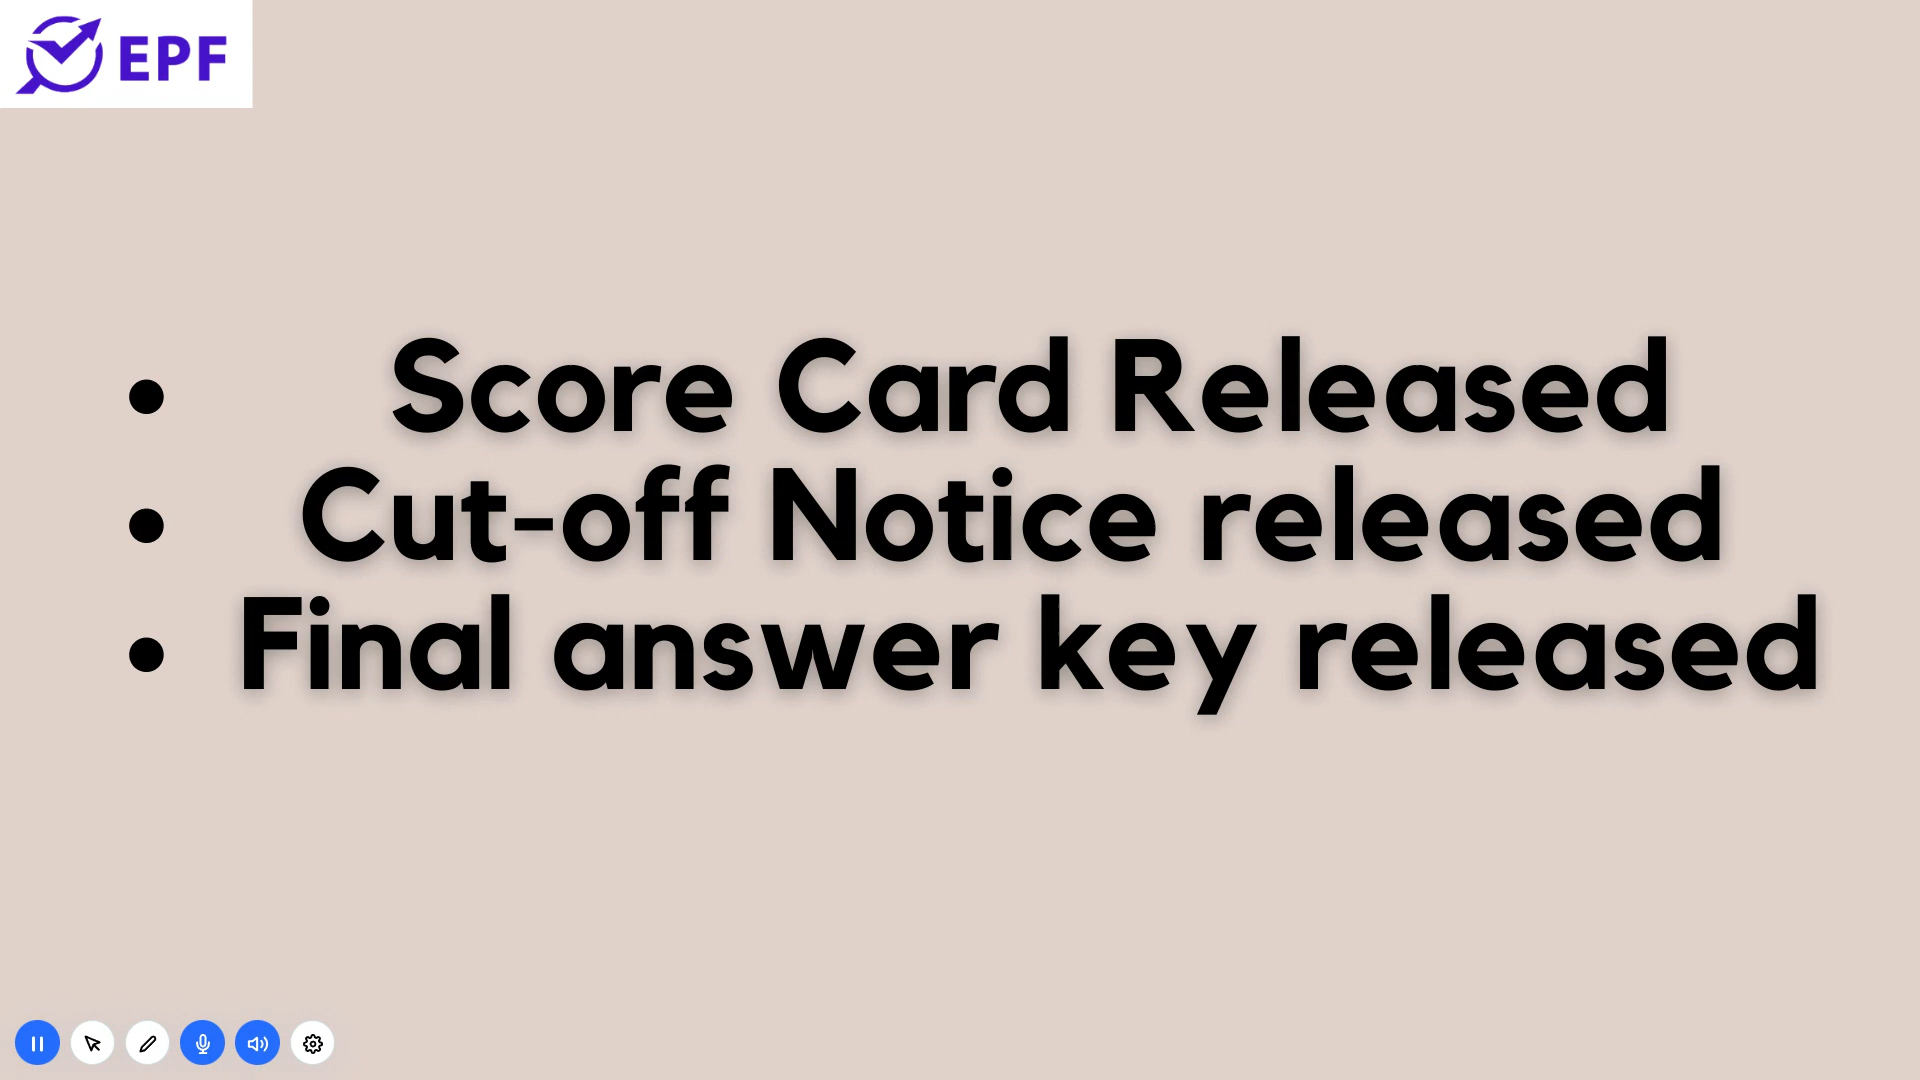 EPF
• Score Card Released
• Cut-off Notice released
• Final answer key released